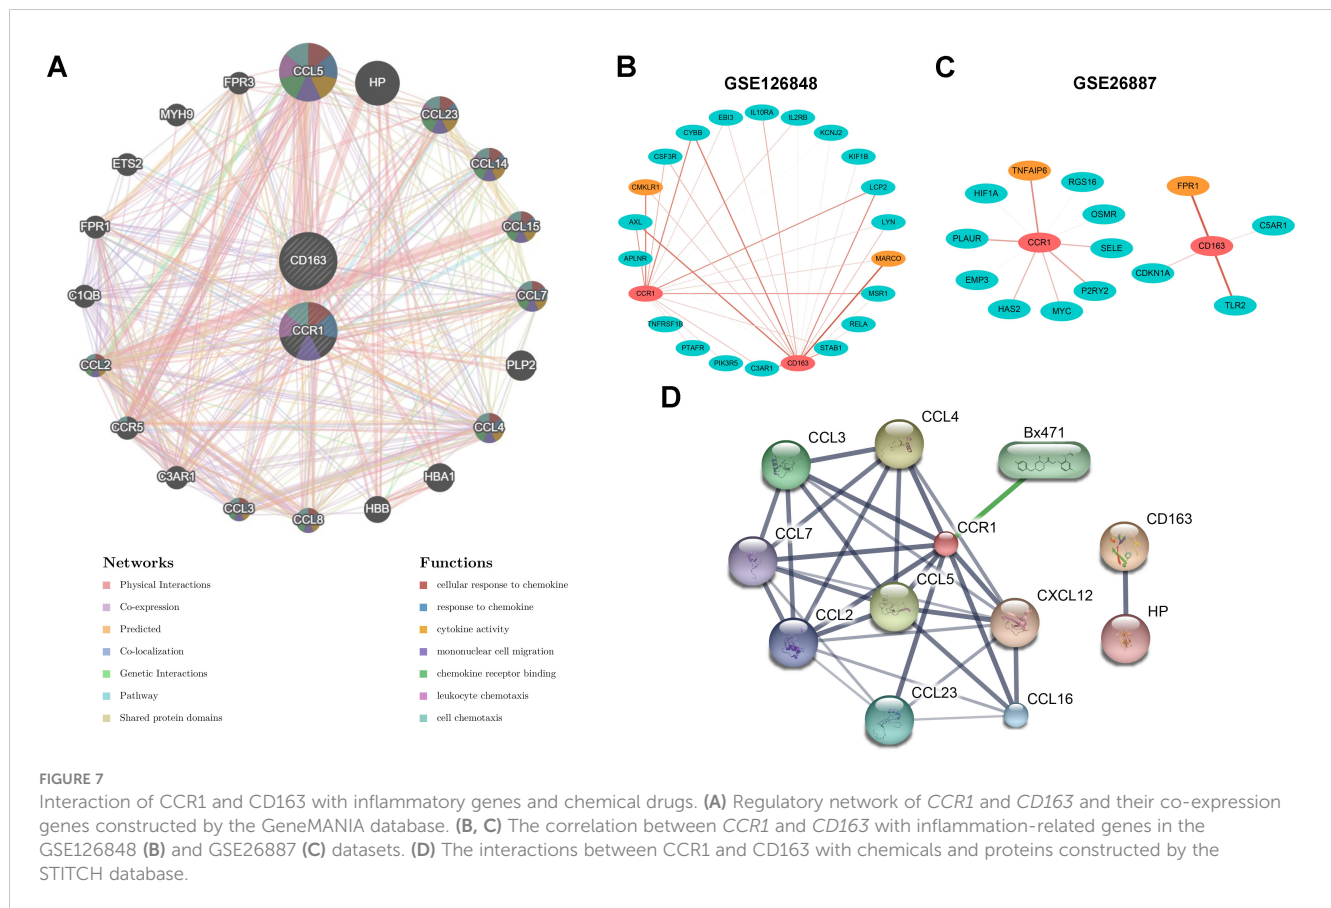 A
CCL5
HP
FPR3
CCL23
MYH9
CCL14
ETS2
CCL15
FPR1
CD163
CCL7
C1QB
CCR1
PLP2
CCL2
CCL4
CCR5
HBA1
C3AR1
HBB
CCL3
CCL8
Networks
Physical Interactions
Co-expression
Predicted
Co-localization
Genetic Interactions
Pathway
Shared protein domains
Functions
cellular response to chemokine
response to chemokine
cytokine activity
mononuclear cell migration
chemokine receptor binding
leukocyte chemotaxis
cell chemotaxis
B
GSE126848
IL10RA
EBI3
IL2RB
CYBB
KCNJ2
CSF3R
KIF1B
CMKLR1
LCP2
AXL
LYN
APLNR
MARCO
CCR1
MSR1
TNFRSF1B
RELA
PTAFR
STAB1
PIK3R5
C3AR1
CD163
C
GSE26887
TNFAIP6
RGS16
HIF1A
OSMR
PLAUR
CCR1
SELE
EMP3
P2RY2
HAS2
MYC
FPR1
C5AR1
CD163
CDKN1A
TLR2
D
CCL4
CCL3
Bx471
CCR1
CD163
CCL7
CCL5
CXCL12
CCL2
HP
CCL23
CCL16
FIGURE 7
Interaction of CCR1 and CD163 with inflammatory genes and chemical drugs. (A) Regulatory network of CCR1 and CD163 and their co-expression
genes constructed by the GeneMANIA database. (B, C) The correlation between CCR1 and CD163 with inflammation-related genes in the
GSE126848 (B) and GSE26887 (C) datasets. (D) The interactions between CCR1 and CD163 with chemicals and proteins constructed by the
STITCH database.